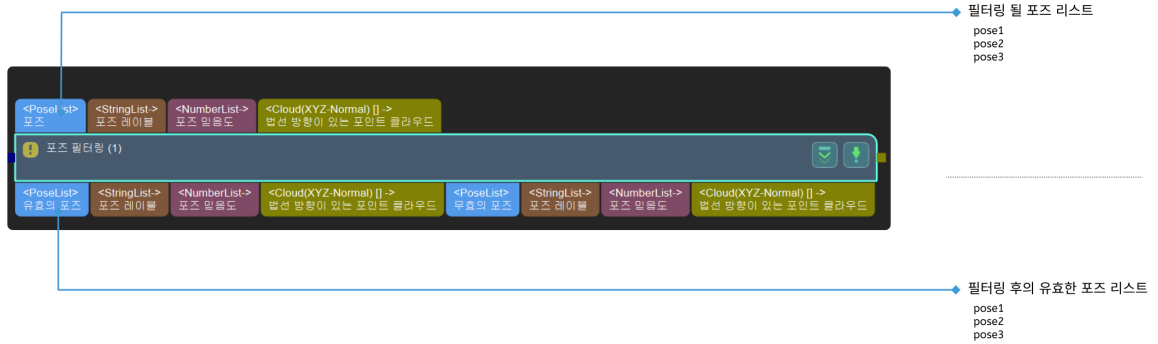 필터링 될 포즈 리스트
pose1
pose2
pose3
<PoseList> <StringList-> <NumberList-> <Cloud(XYZ-Normal) [] ->
포즈 포즈 레이블 포즈 믿음도 법선 방향이 있는 포인트 클라우드
포즈 필터링 (1)
<PoseList> <StringList-> <NumberList-> <Cloud(XYZ-Normal) [] -> <PoseList> <StringList-> <NumberList-> <Cloud(XYZ-Normal) [] ->
유효의 포즈 포즈 레이블 포즈 믿음도 법선 방향이 있는 포인트 클라우드 무효의 포즈 포즈 레이블 포즈 믿음도 법선 방향이 있는 포인트 클라우드
필터링 후의 유효한 포즈 리스트
pose1
pose2
pose3